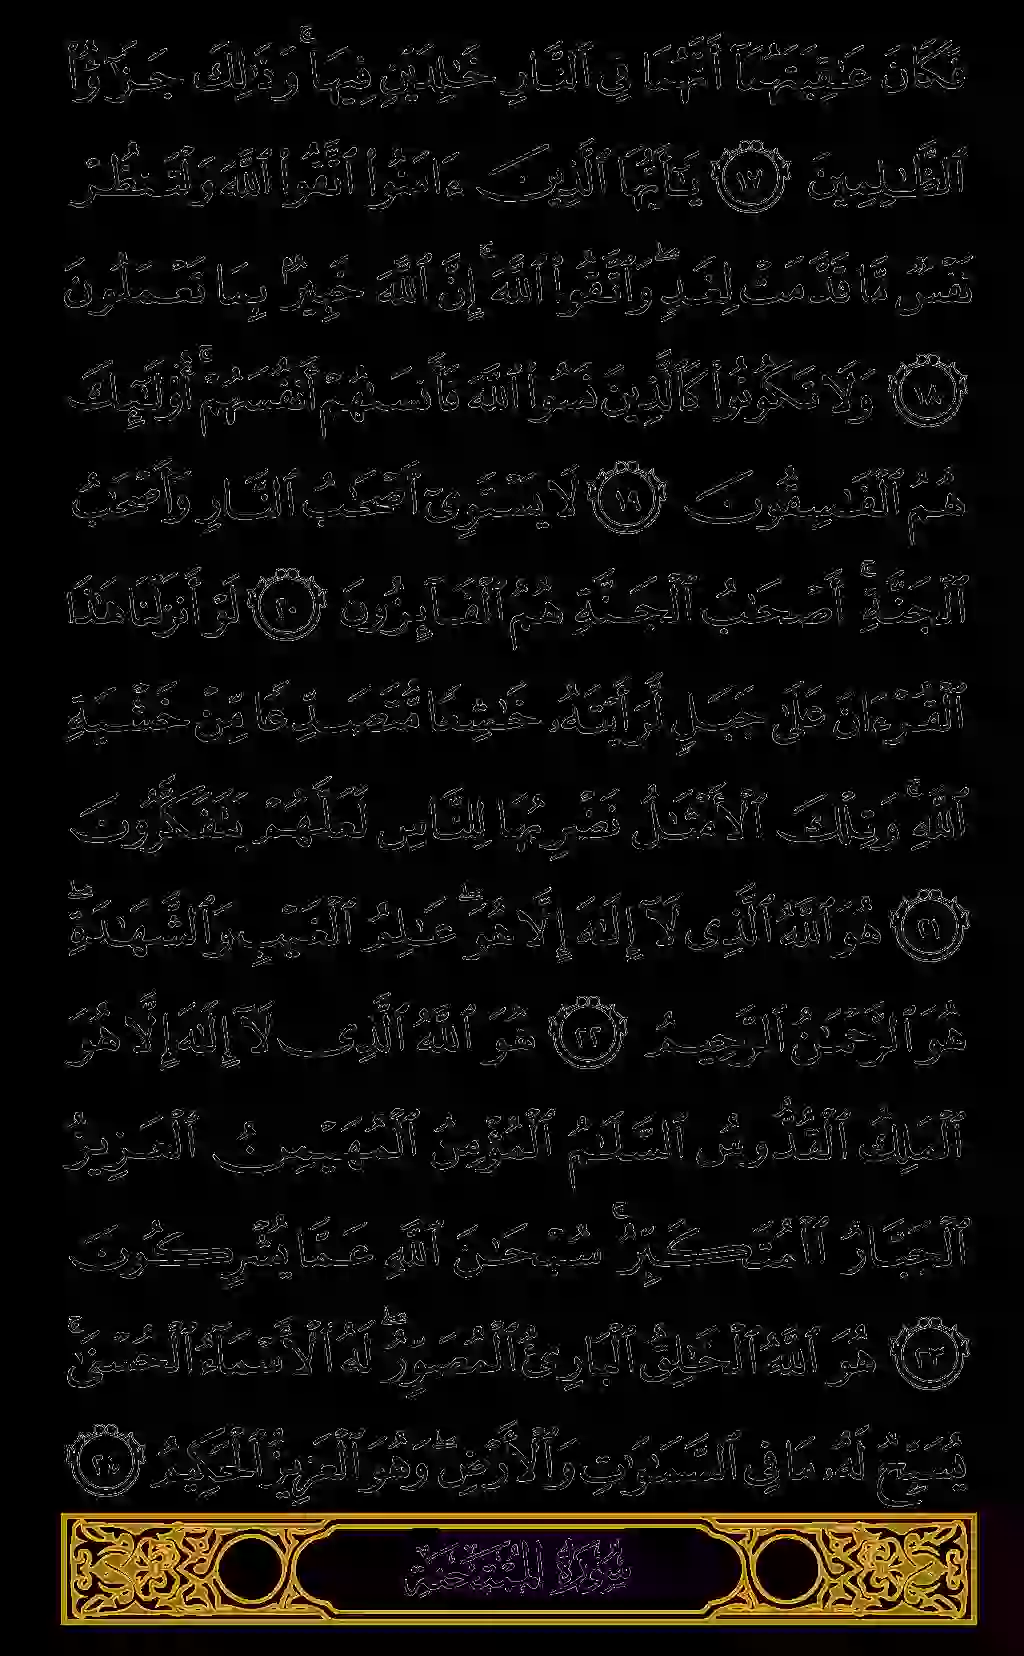 فَكَانَ عَـٰقِبَتَهُمَآ أَنَّهُمَا فِى ٱلنَّارِ خَـٰلِدَيْنِ فِيهَا ۚ وَذَٰلِكَ جَزَٰٓؤُا۟
ٱلظَّـٰلِمِينَ ١٧ يَـٰٓأَيُّهَا ٱلَّذِينَ ءَامَنُوا۟ ٱتَّقُوا۟ ٱللَّهَ وَلْتَنظُرْ
نَفْسٌ مَّا قَدَّمَتْ لِغَدٍ ۖ وَٱتَّقُوا۟ ٱللَّهَ ۚ إِنَّ ٱللَّهَ خَبِيرٌۢ بِمَا تَعْمَلُونَ
١٨ وَلَا تَكُونُوا۟ كَٱلَّذِينَ نَسُوا۟ ٱللَّهَ فَأَنسَىٰهُمْ أَنفُسَهُمْ ۚ أُو۟لَـٰٓئِكَ
هُمُ ٱلْفَـٰسِقُونَ ١٩ لَا يَسْتَوِىٓ أَصْحَـٰبُ ٱلنَّارِ وَأَصْحَـٰبُ
ٱلْجَنَّةِ ۚ أَصْحَـٰبُ ٱلْجَنَّةِ هُمُ ٱلْفَآئِزُونَ ٢٠ لَوْ أَنزَلْنَا هَـٰذَا
ٱلْقُرْءَانَ عَلَىٰ جَبَلٍ لَّرَأَيْتَهُۥ خَـٰشِعًا مُّتَصَدِّعًا مِّنْ خَشْيَةِ
ٱللَّهِ ۚ وَتِلْكَ ٱلْأَمْثَـٰلُ نَضْرِبُهَا لِلنَّاسِ لَعَلَّهُمْ يَتَفَكَّرُونَ
٢١ هُوَ ٱللَّهُ ٱلَّذِى لَآ إِلَـٰهَ إِلَّا هُوَ ۖ عَـٰلِمُ ٱلْغَيْبِ وَٱلشَّهَـٰدَةِ ۖ
هُوَ ٱلرَّحْمَـٰنُ ٱلرَّحِيمُ ٢٢ هُوَ ٱللَّهُ ٱلَّذِى لَآ إِلَـٰهَ إِلَّا هُوَ
ٱلْمَلِكُ ٱلْقُدُّوسُ ٱلسَّلَـٰمُ ٱلْمُؤْمِنُ ٱلْمُهَيْمِنُ ٱلْعَزِيزُ
ٱلْجَبَّارُ ٱلْمُتَكَبِّرُ ۚ سُبْحَـٰنَ ٱللَّهِ عَمَّا يُشْرِكُونَ
٢٣ هُوَ ٱللَّهُ ٱلْخَـٰلِقُ ٱلْبَارِئُ ٱلْمُصَوِّرُ ۖ لَهُ ٱلْأَسْمَآءُ ٱلْحُسْنَىٰ ۚ
يُسَبِّحُ لَهُۥ مَا فِى ٱلسَّمَـٰوَٰتِ وَٱلْأَرْضِ ۖ وَهُوَ ٱلْعَزِيزُ ٱلْحَكِيمُ ٢٤
سُورَةُ الْمُمْتَحَنَةِ